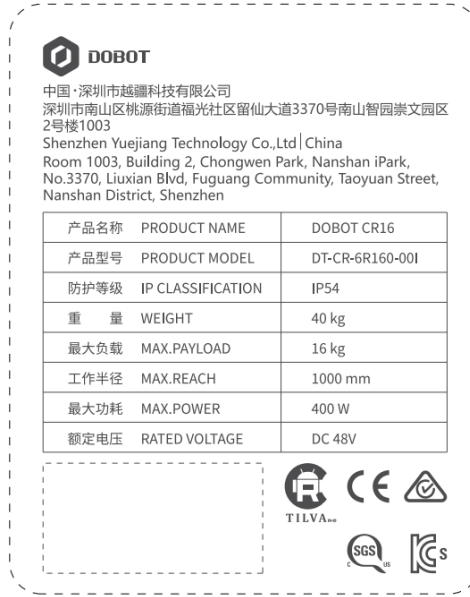 DOBOT
中国·深圳市越疆科技有限公司
深圳市南山区桃源街道福光社区留仙大道3370号南山智园崇文园区
2号楼1003
Shenzhen Yuejiang Technology Co.,Ltd|China
Room 1003, Building 2, Chongwen Park, Nanshan iPark,
No.3370, Liuxian Blvd, Fuguang Community, Taoyuan Street,
Nanshan District, Shenzhen
产品名称 PRODUCT NAME DOBOT CR16
产品型号 PRODUCT MODEL DT-CR-6R160-00I
防护等级 IP CLASSIFICATION IP54
重 量 WEIGHT 40 kg
最大负载 MAX.PAYLOAD 16 kg
工作半径 MAX.REACH 1000 mm
最大功耗 MAX.POWER 400 W
额定电压 RATED VOLTAGE DC 48V
R CE
TILVA
SGS
C US
KC S